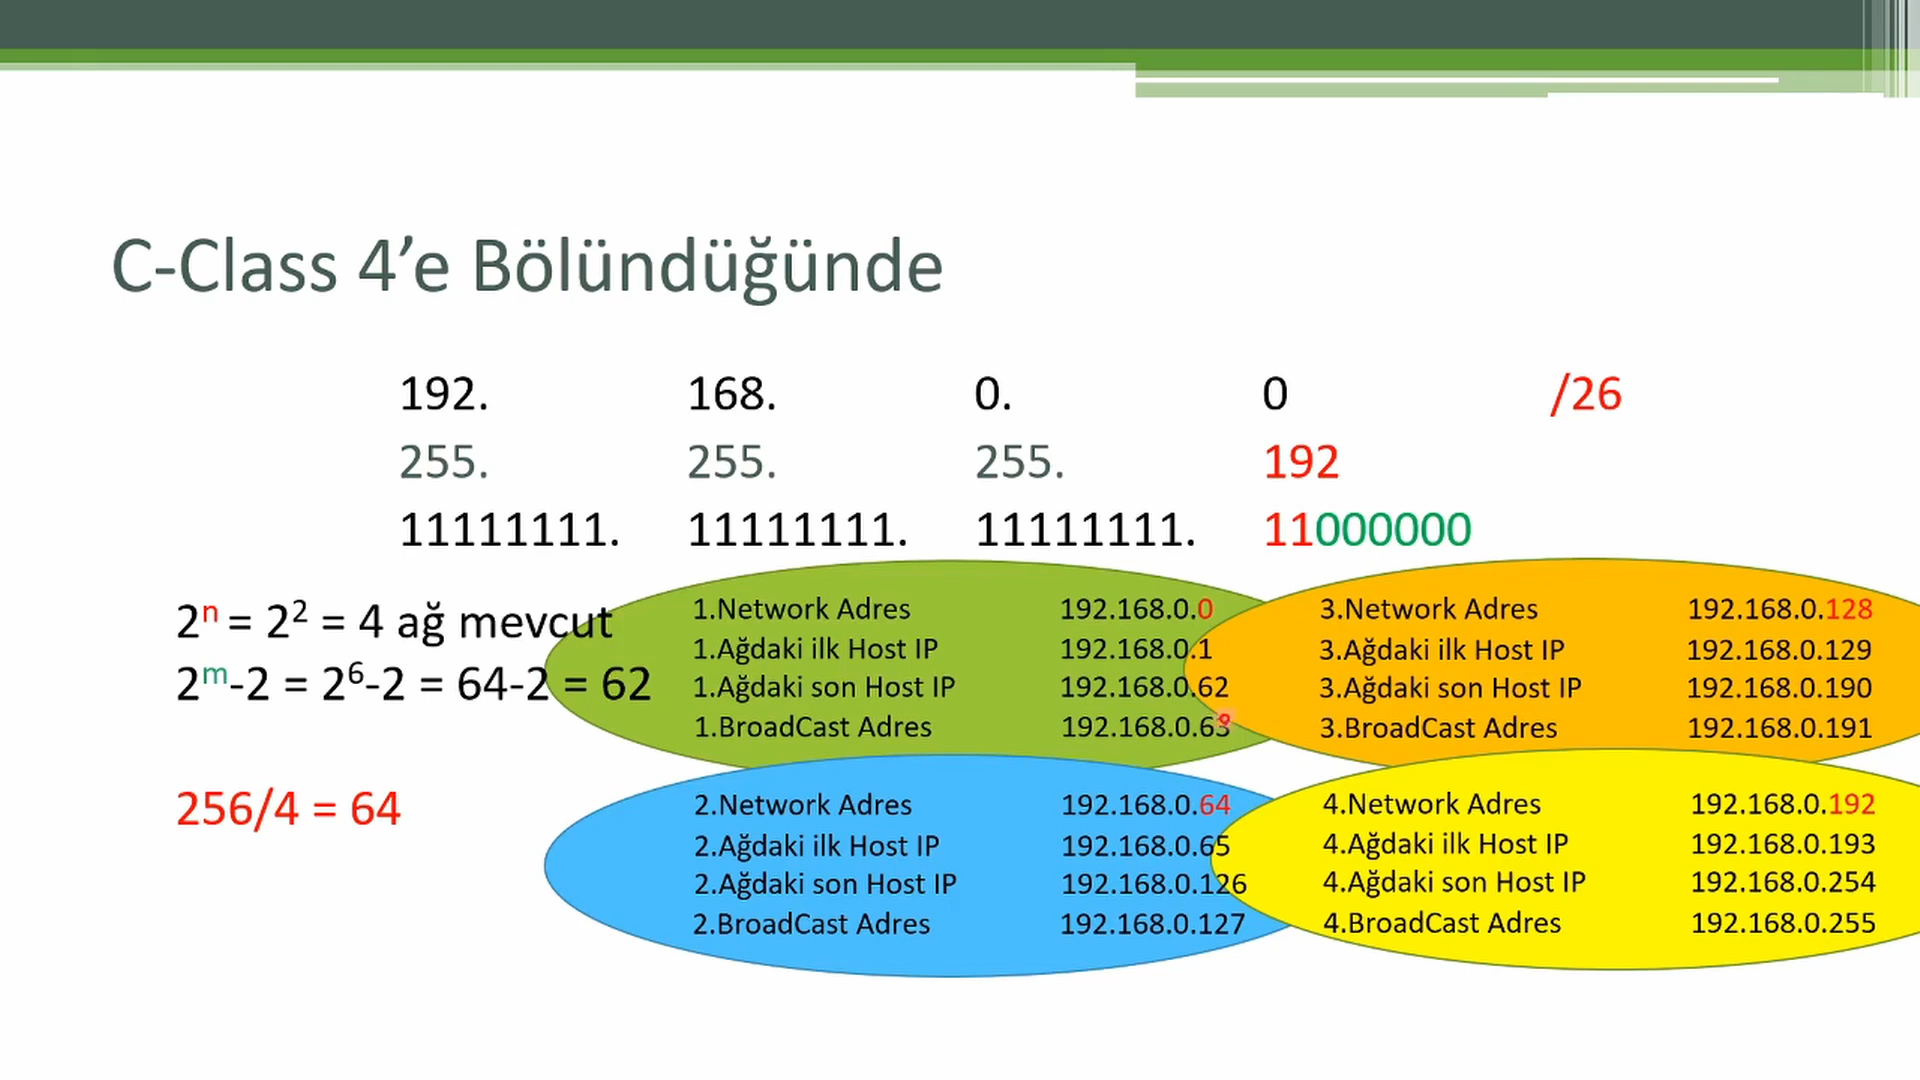 C-Class 4’e Bölündüğünde
192. 168. 0. 0 /26
255. 255. 255. 192
11111111. 11111111. 11111111. 11000000
2ⁿ = 2² = 4 ağ mevcut
2ᵐ-2 = 2⁶-2 = 64-2 = 62
256/4 = 64
1.Network Adres 192.168.0.0
1.Ağdaki ilk Host IP 192.168.0.1
1.Ağdaki son Host IP 192.168.0.62
1.BroadCast Adres 192.168.0.63
2.Network Adres 192.168.0.64
2.Ağdaki ilk Host IP 192.168.0.65
2.Ağdaki son Host IP 192.168.0.126
2.BroadCast Adres 192.168.0.127
3.Network Adres 192.168.0.128
3.Ağdaki ilk Host IP 192.168.0.129
3.Ağdaki son Host IP 192.168.0.190
3.BroadCast Adres 192.168.0.191
4.Network Adres 192.168.0.192
4.Ağdaki ilk Host IP 192.168.0.193
4.Ağdaki son Host IP 192.168.0.254
4.BroadCast Adres 192.168.0.255